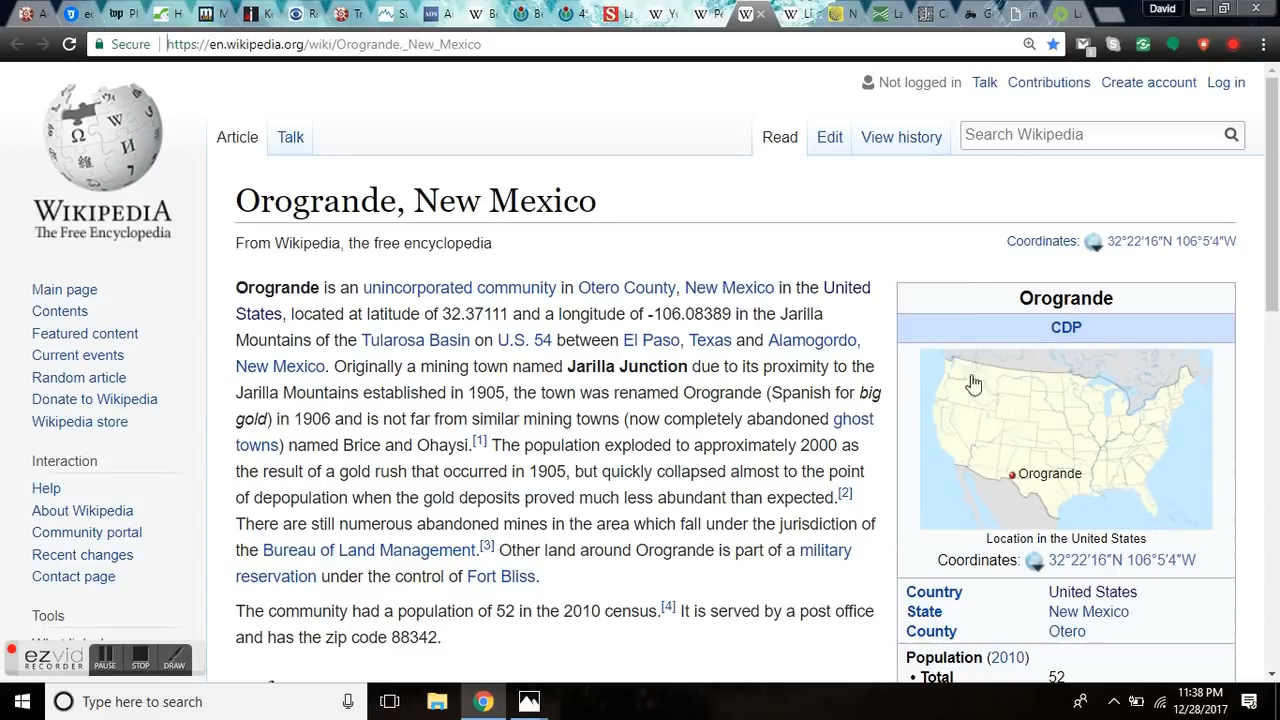 David
Secure https://en.wikipedia.org/wiki/Orogrande,_New_Mexico
Not logged in Talk Contributions Create account Log in
Article Talk Read Edit View history Search Wikipedia
WIKIPEDIA
The Free Encyclopedia
Main page
Contents
Featured content
Current events
Random article
Donate to Wikipedia
Wikipedia store
Interaction
Help
About Wikipedia
Community portal
Recent changes
Contact page
Tools
Orogrande, New Mexico
From Wikipedia, the free encyclopedia
Coordinates: 32°22′16″N 106°5′4″W
Orogrande is an unincorporated community in Otero County, New Mexico in the United
States, located at latitude of 32.37111 and a longitude of -106.08389 in the Jarilla
Mountains of the Tularosa Basin on U.S. 54 between El Paso, Texas and Alamogordo,
New Mexico. Originally a mining town named Jarilla Junction due to its proximity to the
Jarilla Mountains established in 1905, the town was renamed Orogrande (Spanish for big
gold) in 1906 and is not far from similar mining towns (now completely abandoned ghost
towns) named Brice and Ohaysi.[1] The population exploded to approximately 2000 as
the result of a gold rush that occurred in 1905, but quickly collapsed almost to the point
of depopulation when the gold deposits proved much less abundant than expected.[2]
There are still numerous abandoned mines in the area which fall under the jurisdiction of
the Bureau of Land Management.[3] Other land around Orogrande is part of a military
reservation under the control of Fort Bliss.
The community had a population of 52 in the 2010 census.[4] It is served by a post office
and has the zip code 88342.
Orogrande
CDP
Orogrande
Location in the United States
Coordinates: 32°22′16″N 106°5′4″W
Country United States
State New Mexico
County Otero
Population (2010)
• Total 52
ezvid
RECORDER
PAUSE STOP DRAW
Type here to search
11:38 PM
12/28/2017